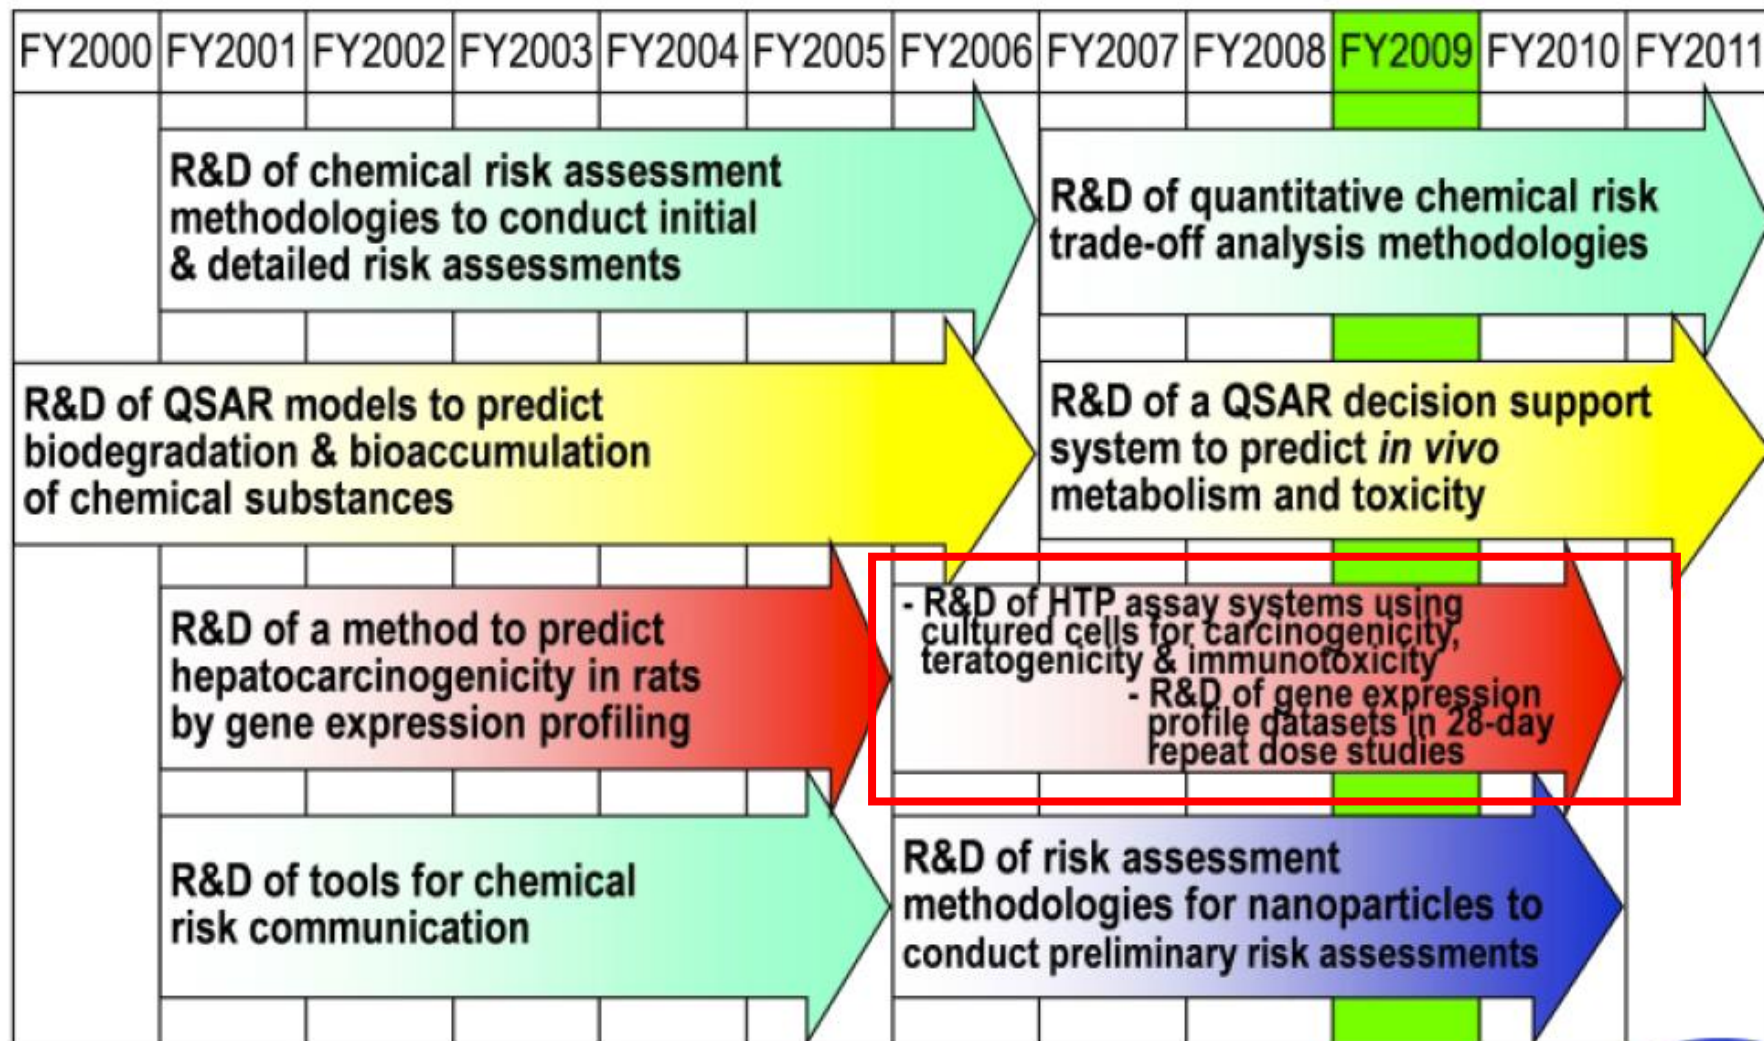 FY2000 FY2001 FY2002 FY2003 FY2004 FY2005 FY2006 FY2007 FY2008 FY2009 FY2010 FY2011
R&D of chemical risk assessment
methodologies to conduct initial
& detailed risk assessments
R&D of quantitative chemical risk
trade-off analysis methodologies
R&D of QSAR models to predict
biodegradation & bioaccumulation
of chemical substances
R&D of a QSAR decision support
system to predict in vivo
metabolism and toxicity
R&D of a method to predict
hepatocarcinogenicity in rats
by gene expression profiling
- R&D of HTP assay systems using
cultured cells for carcinogenicity,
teratogenicity & immunotoxicity
- R&D of gene expression
profile datasets in 28-day
repeat dose studies
R&D of tools for chemical
risk communication
R&D of risk assessment
methodologies for nanoparticles to
conduct preliminary risk assessments